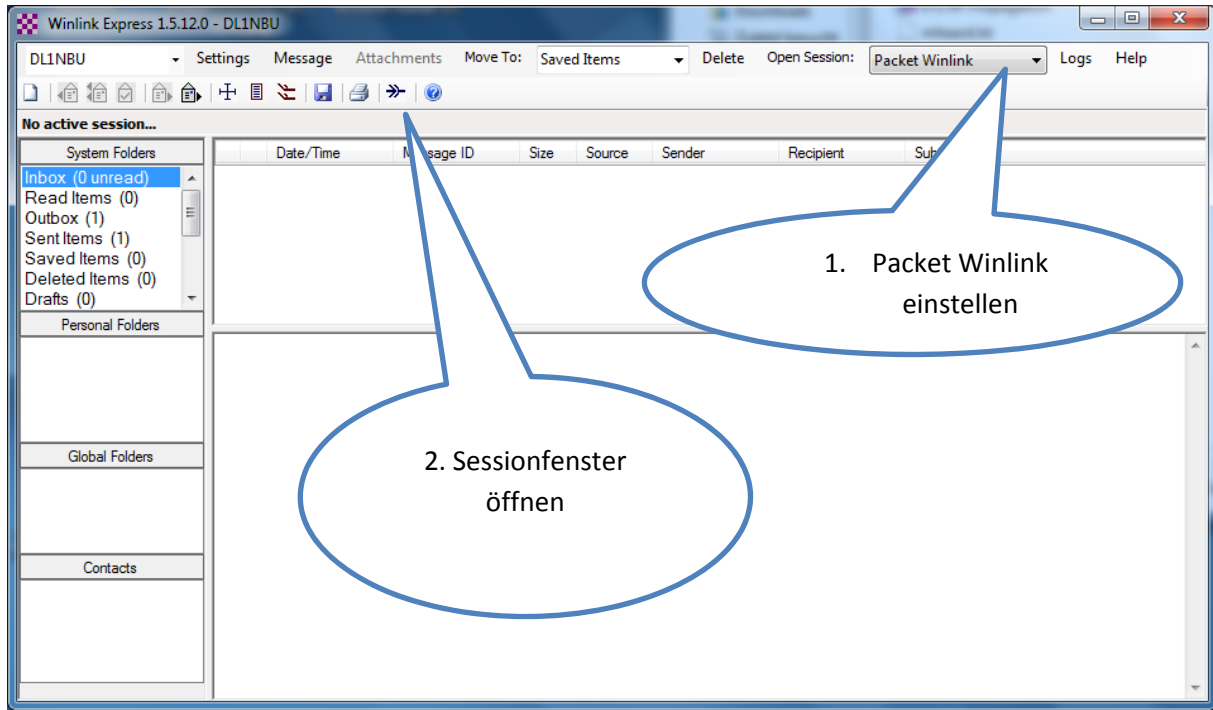 Winlink Express 1.5.12.0 - DL1NBU
DL1NBU Settings Message Attachments Move To: Saved Items Delete Open Session: Packet Winlink Logs Help
No active session...
System Folders
Date/Time Size Source Sender Recipient
Inbox (0 unread)
Read Items (0)
Outbox (1)
Sent Items (1)
Saved Items (0)
Deleted Items (0)
Drafts (0)
1. Packet Winlink
einstellen
Personal Folders
Global Folders
2. Sessionfenster
öffnen
Contacts